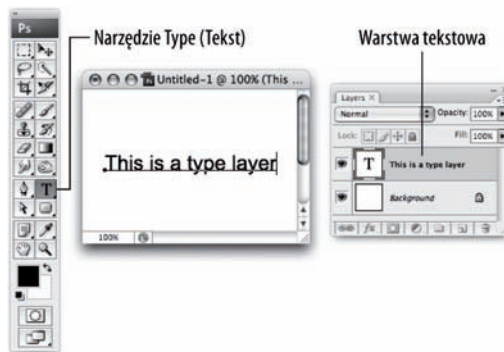 Narzędzie Type (Tekst)
Warstwa tekstowa
Ps
Untitled-1 @ 100% (This ...
This is a type layer
100%
Layers ×
Normal
Opacity: 100%
Lock:
Fill: 100%
T This is a type layer
Background
fx
T